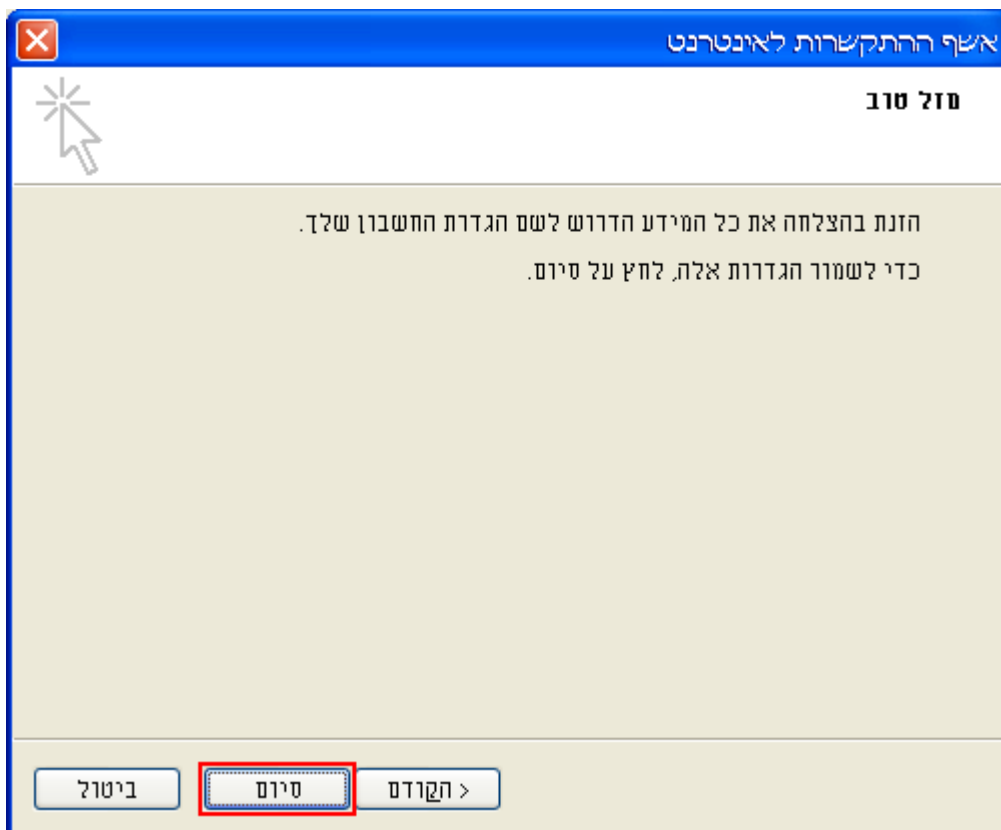 אשף ההתקשרות לאינטרנט
מזל טוב
הזנת בהצלחה את כל המידע הדרוש לשם הגדרת החשבון שלך.
כדי לשמור הגדרות אלה, לחץ על סיום.
< הקודם
סיום
ביטול